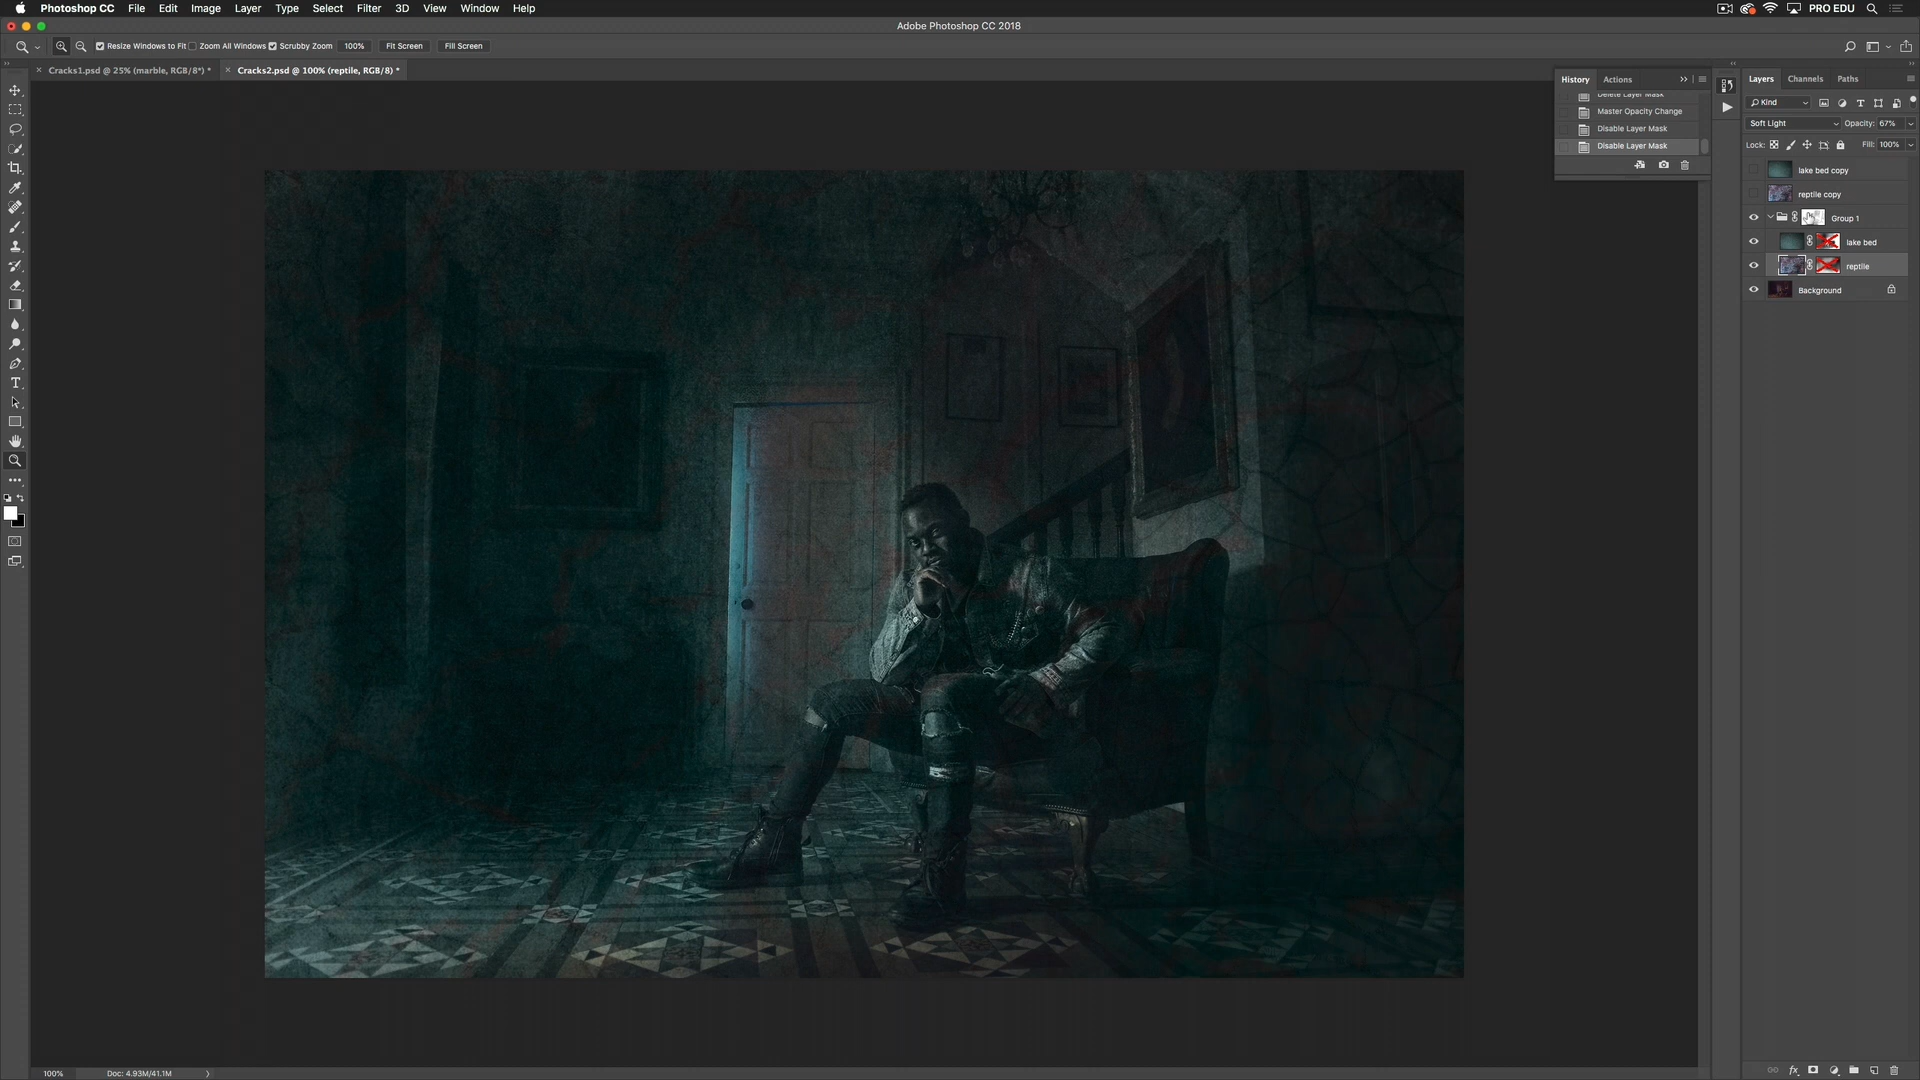 Photoshop CC File Edit Image Layer Type Select Filter 3D View Window Help PRO EDU
Adobe Photoshop CC 2018
Resize Windows to Fit Zoom All Windows Scrubby Zoom 100% Fit Screen Fill Screen
Cracks1.psd @ 25% (marble, RGB/8*) * Cracks2.psd @ 100% (reptile, RGB/8) *
History Actions
Delete Layer Mask
Master Opacity Change
Disable Layer Mask
Disable Layer Mask
Layers Channels Paths
Kind
Soft Light Opacity: 67%
Lock: Fill: 100%
lake bed copy
reptile copy
Group 1
lake bed
reptile
Background
100% Doc: 4.93M/41.1M